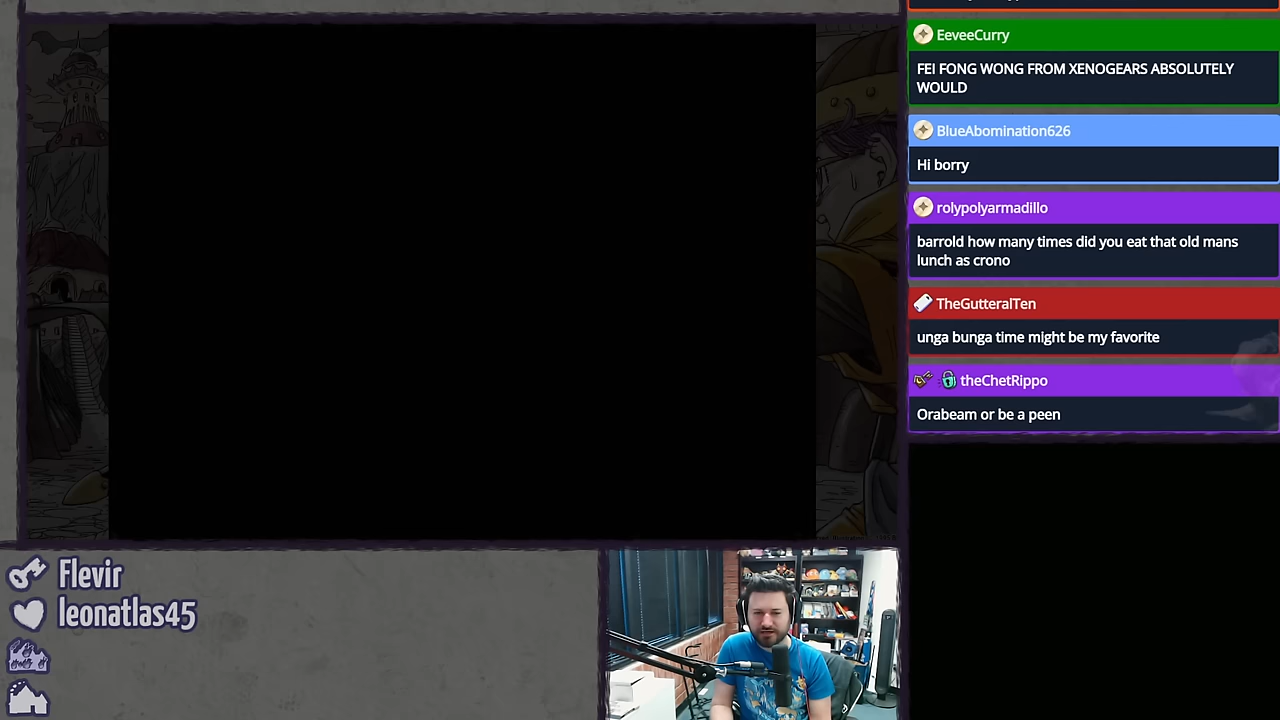 EeveeCurry
FEI FONG WONG FROM XENOGEARS ABSOLUTELY
WOULD
BlueAbomination626
Hi borry
rolypolyarmadillo
barrold how many times did you eat that old mans
lunch as crono
TheGutteralTen
unga bunga time might be my favorite
theChetRippo
Orabeam or be a peen
Flevir
leonatlas45